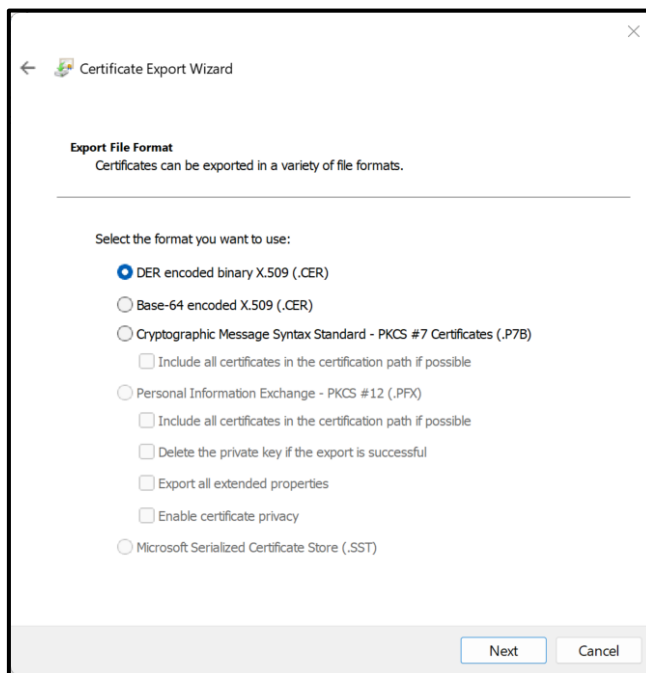 Certificate Export Wizard
Export File Format
Certificates can be exported in a variety of file formats.
Select the format you want to use:
DER encoded binary X.509 (.CER)
Base-64 encoded X.509 (.CER)
Cryptographic Message Syntax Standard - PKCS #7 Certificates (.P7B)
Include all certificates in the certification path if possible
Personal Information Exchange - PKCS #12 (.PFX)
Include all certificates in the certification path if possible
Delete the private key if the export is successful
Export all extended properties
Enable certificate privacy
Microsoft Serialized Certificate Store (.SST)
Next Cancel